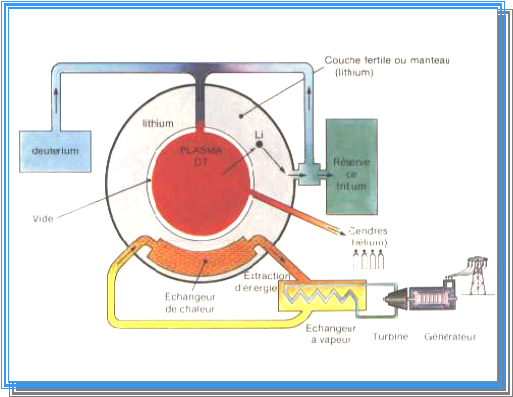 Couche fertile ou manteau
(lithium)
lithium
Li
deuterium
PLASMA
DT
Réserve
ce
tritium
Vide
Cendres
hélium)
Extraction
d'énergie
Echangeur
de chaleur
Echangeur
à vapeur
Turbine
Générateur